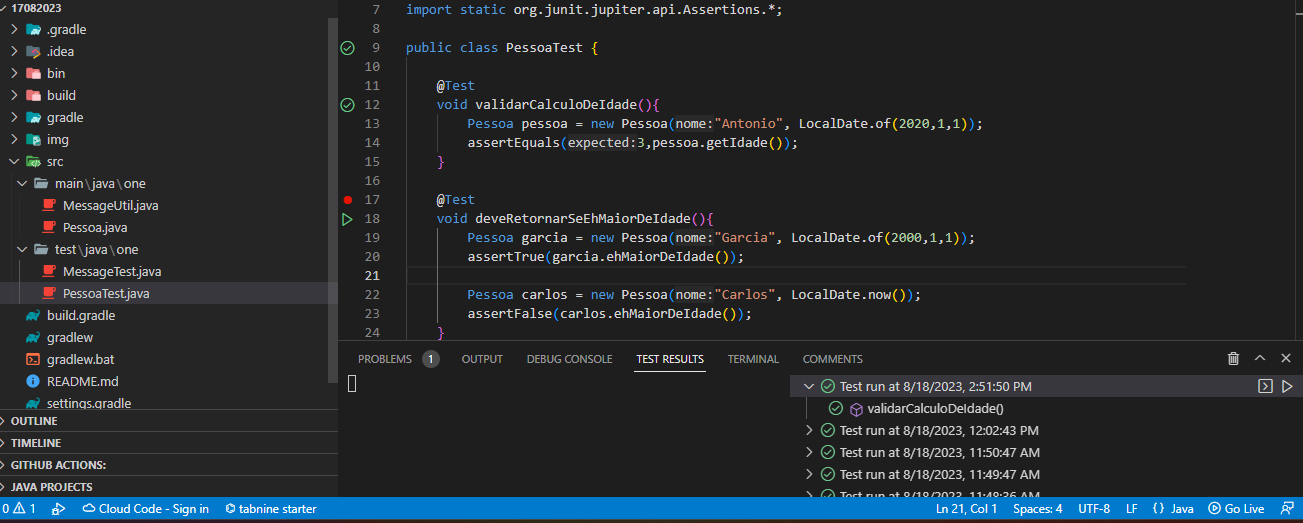 17082023
.gradle
.idea
bin
build
gradle
img
src
main\java\one
MessageUtil.java
Pessoa.java
test\java\one
MessageTest.java
PessoaTest.java
build.gradle
gradlew
gradlew.bat
README.md
settings.gradle
OUTLINE
TIMELINE
GITHUB ACTIONS:
JAVA PROJECTS
7 import static org.junit.jupiter.api.Assertions.*;
8
9 public class PessoaTest {
10
11 @Test
12 void validarCalculoDeIdade(){
13 Pessoa pessoa = new Pessoa(nome:"Antonio", LocalDate.of(2020,1,1));
14 assertEquals(expected:3,pessoa.getIdade());
15 }
16
17 @Test
18 void deveRetornarSeEhMaiorDeIdade(){
19 Pessoa garcia = new Pessoa(nome:"Garcia", LocalDate.of(2000,1,1));
20 assertTrue(garcia.ehMaiorDeIdade());
21
22 Pessoa carlos = new Pessoa(nome:"Carlos", LocalDate.now());
23 assertFalse(carlos.ehMaiorDeIdade());
24 }
PROBLEMS 1 OUTPUT DEBUG CONSOLE TEST RESULTS TERMINAL COMMENTS
Test run at 8/18/2023, 2:51:50 PM
validarCalculoDeIdade()
Test run at 8/18/2023, 12:02:43 PM
Test run at 8/18/2023, 11:50:47 AM
Test run at 8/18/2023, 11:49:47 AM
Test run at 8/18/2023, 11:48:36 AM
0 1 Cloud Code - Sign in tabnine starter Ln 21, Col 1 Spaces: 4 UTF-8 LF {} Java Go Live